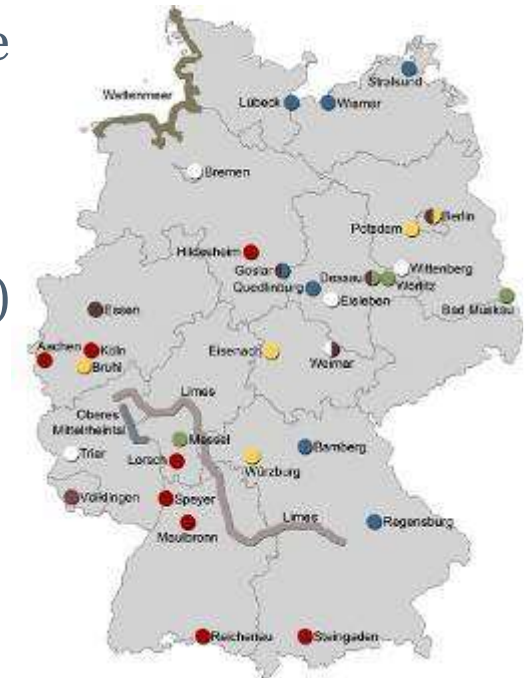 e
Stralsund
Wattenmeer
Lübeck
Wismar
Bremen
Berlin
Potsdam
Hildesheim
Goslar
Dessau
Wittenberg
Quedlinburg
Wörlitz
Eisleben
Bad Muskau
)
Essen
Aachen
Köln
Brühl
Eisenach
Weimar
Limes
Oberes
Mittelrheintal
Messel
Bamberg
Trier
Lorsch
Würzburg
Völklingen
Speyer
Limes
Regensburg
Maulbronn
Reichenau
Steingaden